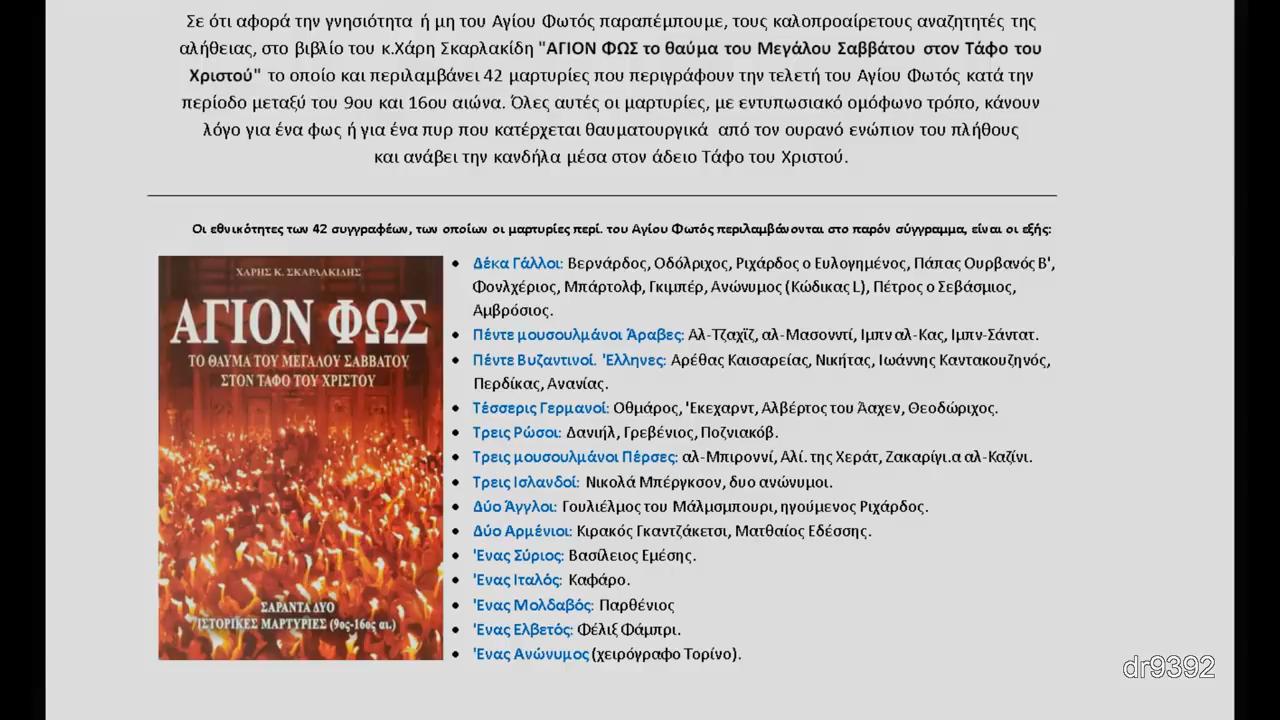 Σε ότι αφορά την γνησιότητα ή μη του Αγίου Φωτός παραπέμπουμε, τους καλοπροαίρετους αναζητητές της
αλήθειας, στο βιβλίο του κ.Χάρη Σκαρλακίδη "ΑΓΙΟΝ ΦΩΣ το θαύμα του Μεγάλου Σαββάτου στον Τάφο του
Χριστού" το οποίο και περιλαμβάνει 42 μαρτυρίες που περιγράφουν την τελετή του Αγίου Φωτός κατά την
περίοδο μεταξύ του 9ου και 16ου αιώνα. Όλες αυτές οι μαρτυρίες, με εντυπωσιακό ομόφωνο τρόπο, κάνουν
λόγο για ένα φως ή για ένα πυρ που κατέρχεται θαυματουργικά από τον ουρανό ενώπιον του πλήθους
και ανάβει την κανδήλα μέσα στον άδειο Τάφο του Χριστού.
Οι εθνικότητες των 42 συγγραφέων, των οποίων οι μαρτυρίες περί. του Αγίου Φωτός περιλαμβάνονται στο παρόν σύγγραμμα, είναι οι εξής:
ΧΑΡΗΣ Κ. ΣΚΑΡΛΑΚΙΔΗΣ
ΑΓΙΟΝ ΦΩΣ
ΤΟ ΘΑΥΜΑ ΤΟΥ ΜΕΓΑΛΟΥ ΣΑΒΒΑΤΟΥ
ΣΤΟΝ ΤΑΦΟ ΤΟΥ ΧΡΙΣΤΟΥ
ΣΑΡΑΝΤΑ ΔΥΟ
ΙΣΤΟΡΙΚΕΣ ΜΑΡΤΥΡΙΕΣ (9ος-16ος αι.)
• Δέκα Γάλλοι: Βερνάρδος, Οδόλριχος, Ριχάρδος ο Ευλογημένος, Πάπας Ουρβανός Β',
Φουλχέριος, Μπάρτολφ, Γκιμπέρ, Ανώνυμος (Κώδικας L), Πέτρος ο Σεβάσμιος,
Αμβρόσιος.
• Πέντε μουσουλμάνοι Άραβες: Αλ-Τζαχίζ, αλ-Μασουντί, Ιμπν αλ-Κας, Ιμπν-Σάντατ.
• Πέντε Βυζαντινοί. 'Ελληνες: Αρέθας Καισαρείας, Νικήτας, Ιωάννης Καντακουζηνός,
Περδίκας, Ανανίας.
• Τέσσερις Γερμανοί: Οθμάρος, 'Εκεχαρντ, Αλβέρτος του Άαχεν, Θεοδώριχος.
• Τρεις Ρώσοι: Δανιήλ, Γρεβένιος, Ποζνιακόβ.
• Τρεις μουσουλμάνοι Πέρσες: αλ-Μπιρουνί, Αλί. της Χεράτ, Ζακαρίγι.α αλ-Καζίνι.
• Τρεις Ισλανδοί: Νικολά Μπέργκσον, δυο ανώνυμοι.
• Δύο Άγγλοι: Γουλιέλμος του Μάλμσμπουρι, ηγούμενος Ριχάρδος.
• Δύο Αρμένιοι: Κιρακός Γκαντζάκετσι, Ματθαίος Εδέσσης.
• 'Ενας Σύριος: Βασίλειος Εμέσης.
• 'Ενας Ιταλός: Καφάρο.
• 'Ενας Μολδαβός: Παρθένιος
• 'Ενας Ελβετός: Φέλιξ Φάμπρι.
• 'Ενας Ανώνυμος (χειρόγραφο Τορίνο).
dr9392